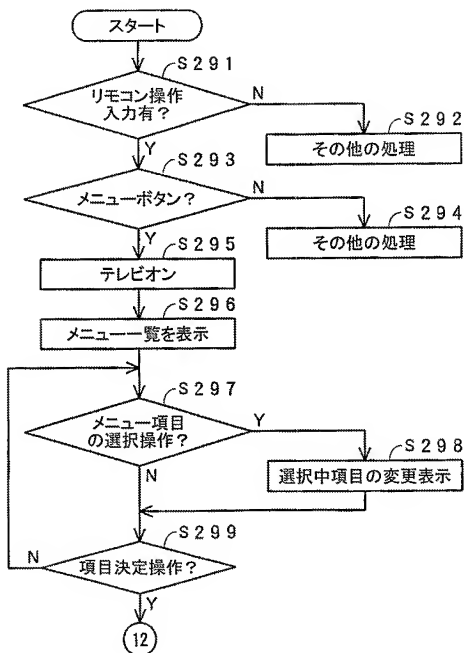 スタート
S291
リモコン操作
入力有?
N
S292
その他の処理
Y
S293
メニューボタン?
N
S294
その他の処理
Y
S295
テレビオン
S296
メニュー一覧を表示
S297
メニュー項目
の選択操作?
Y
S298
選択中項目の変更表示
N
S299
項目決定操作?
N
Y
12